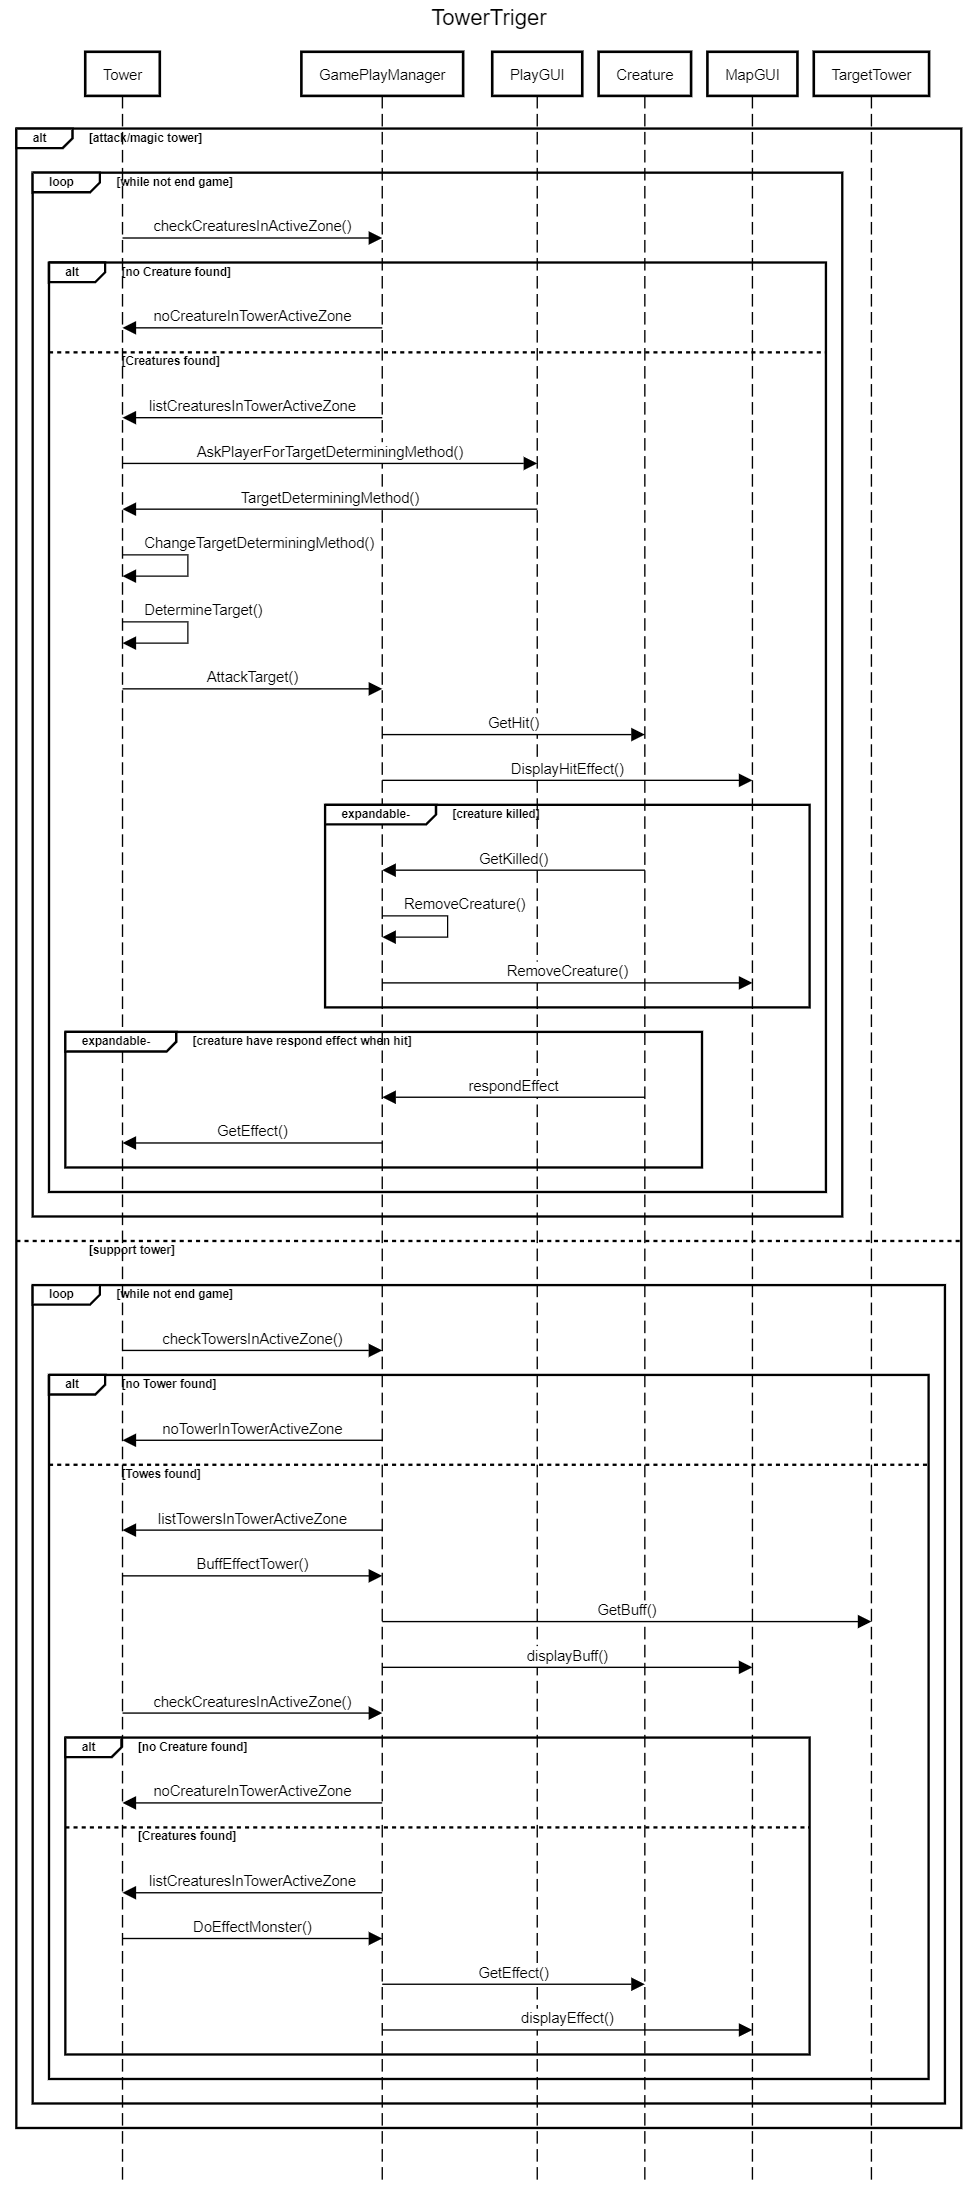 TowerTriger
Tower
GamePlayManager
PlayGUI
Creature
MapGUI
TargetTower
alt
[attack/magic tower]
loop
[while not end game]
checkCreaturesInActiveZone()
alt
[no Creature found]
noCreatureInTowerActiveZone
[Creatures found]
listCreaturesInTowerActiveZone
AskPlayerForTargetDeterminingMethod()
TargetDeterminingMethod()
ChangeTargetDeterminingMethod()
DetermineTarget()
AttackTarget()
GetHit()
DisplayHitEffect()
expandable-
[creature killed]
GetKilled()
RemoveCreature()
RemoveCreature()
expandable-
[creature have respond effect when hit]
respondEffect
GetEffect()
[support tower]
loop
[while not end game]
checkTowersInActiveZone()
alt
[no Tower found]
noTowerInTowerActiveZone
[Towes found]
listTowersInTowerActiveZone
BuffEffectTower()
GetBuff()
displayBuff()
checkCreaturesInActiveZone()
alt
[no Creature found]
noCreatureInTowerActiveZone
[Creatures found]
listCreaturesInTowerActiveZone
DoEffectMonster()
GetEffect()
displayEffect()